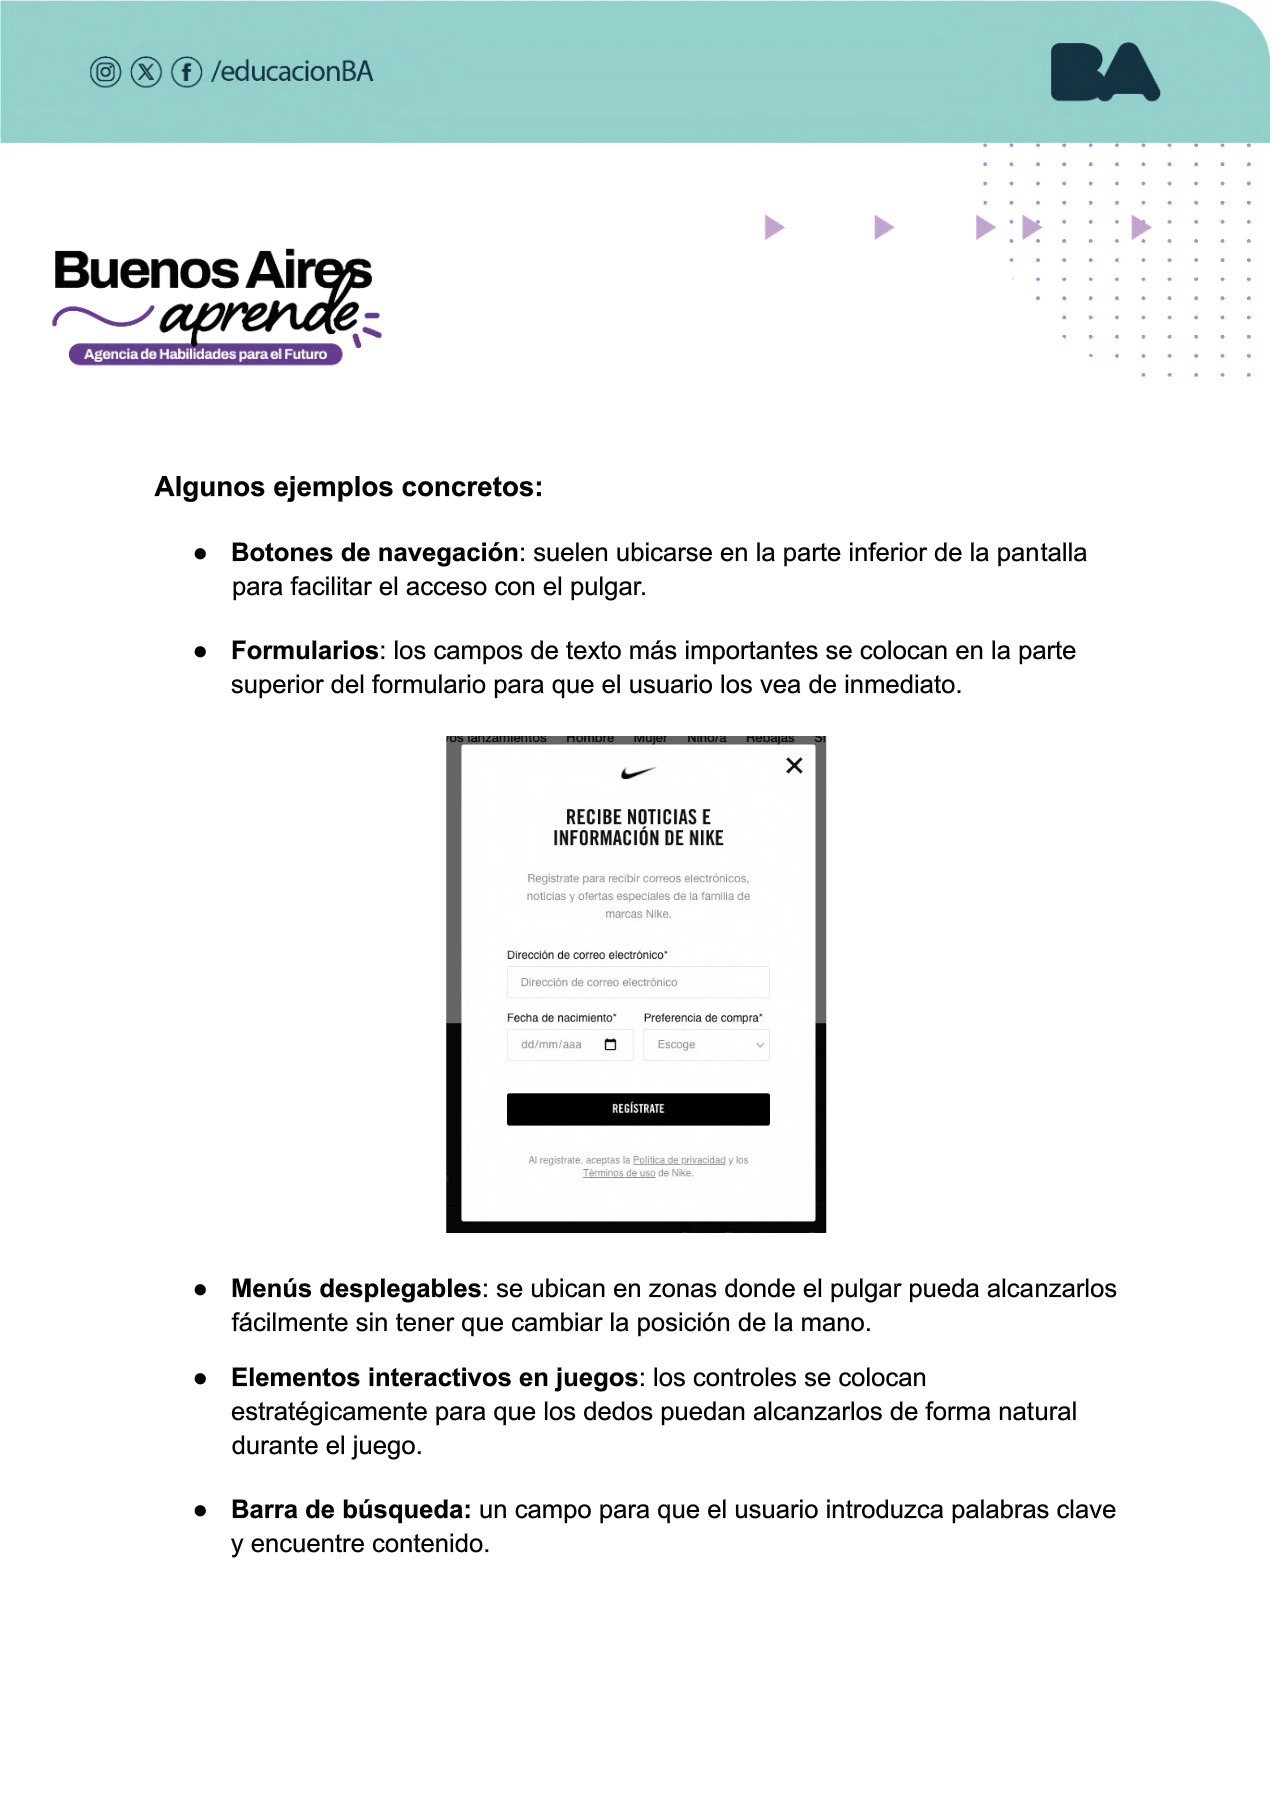 /educacionBA
BA
Buenos Aires
aprende
Agencia de Habilidades para el Futuro
Algunos ejemplos concretos:
● Botones de navegación: suelen ubicarse en la parte inferior de la pantalla
para facilitar el acceso con el pulgar.
● Formularios: los campos de texto más importantes se colocan en la parte
superior del formulario para que el usuario los vea de inmediato.
vos lanzamientos Hombre Mujer Niño/a Rebajas
RECIBE NOTICIAS E
INFORMACIÓN DE NIKE
Regístrate para recibir correos electrónicos,
noticias y ofertas especiales de la familia de
marcas Nike.
Dirección de correo electrónico*
Dirección de correo electrónico
Fecha de nacimiento* Preferencia de compra*
dd/mm/aaa Escoge
REGÍSTRATE
Al registrate, aceptas la Política de privacidad y los
Términos de uso de Nike.
● Menús desplegables: se ubican en zonas donde el pulgar pueda alcanzarlos
fácilmente sin tener que cambiar la posición de la mano.
● Elementos interactivos en juegos: los controles se colocan
estratégicamente para que los dedos puedan alcanzarlos de forma natural
durante el juego.
● Barra de búsqueda: un campo para que el usuario introduzca palabras clave
y encuentre contenido.